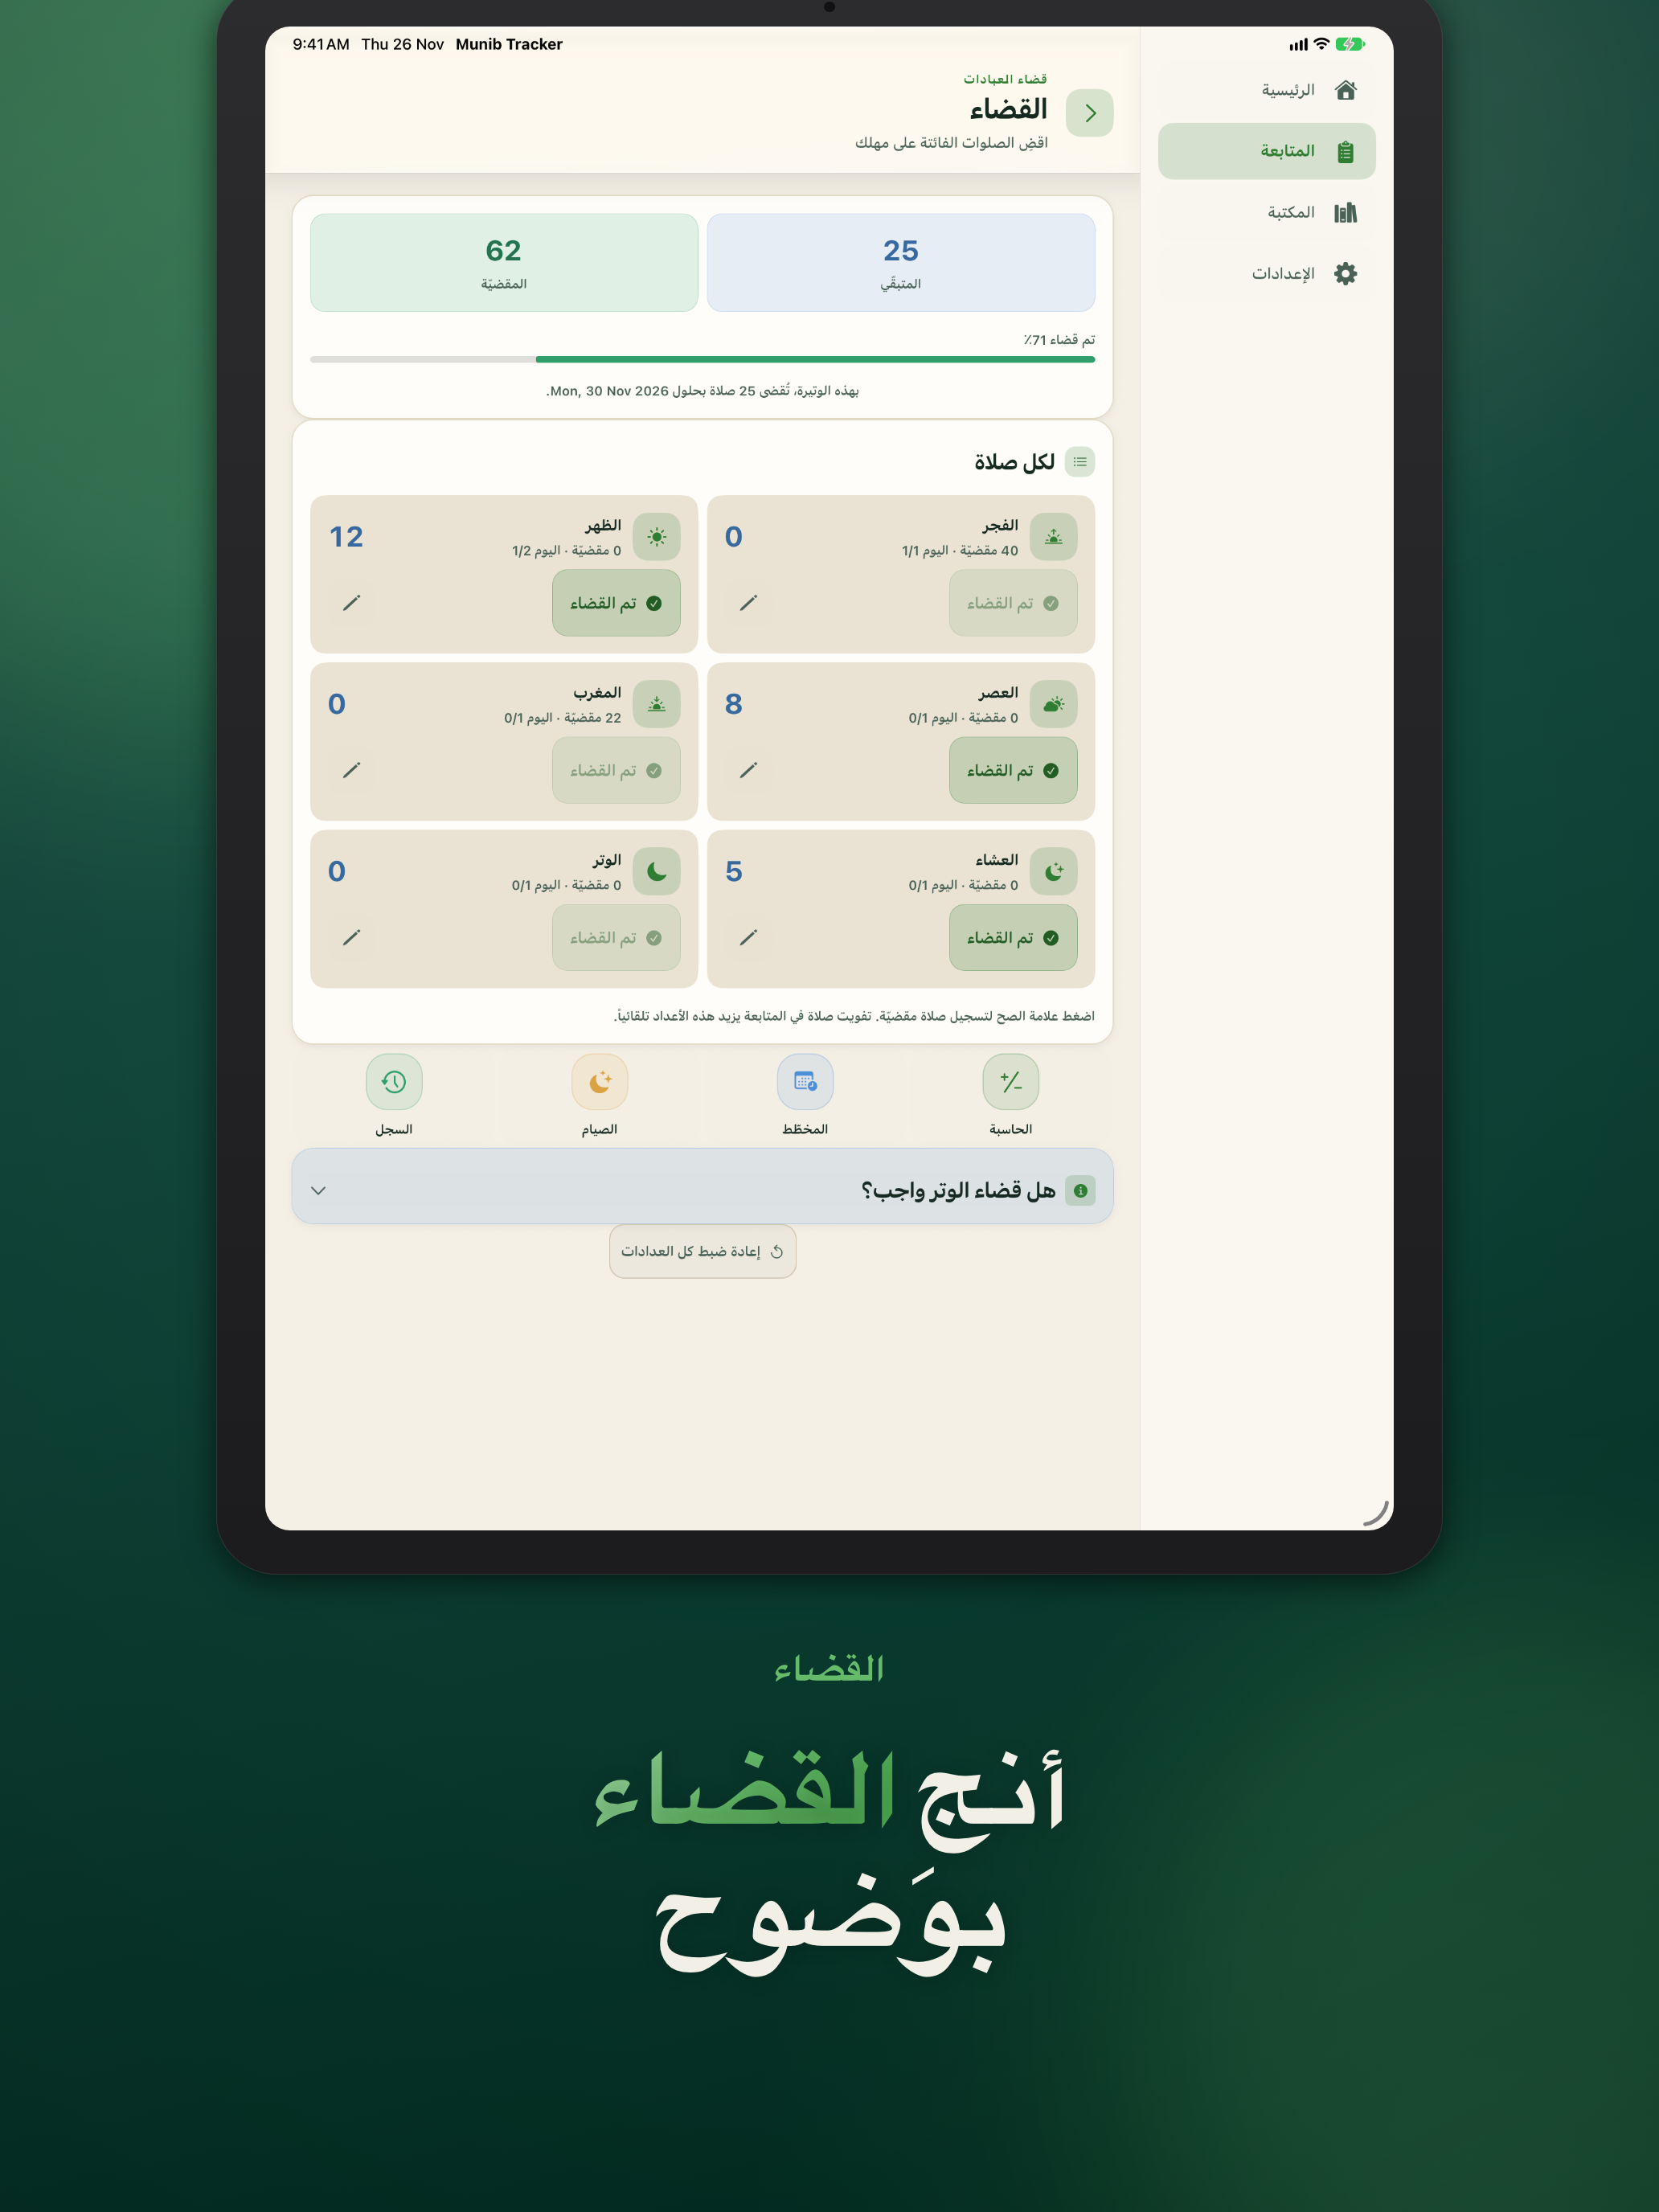 9:41 AM Thu 26 Nov Munib Tracker
الرئيسية
المتابعة
المكتبة
الإعدادات
قضاء العبادات
القضاء
اقضِ الصلوات الفائتة على مهلك
25
المتبقّي
62
المقضيّة
تم قضاء 71٪
بهذه الوتيرة، تُقضى 25 صلاة بحلول Mon, 30 Nov 2026.
لكل صلاة
الفجر
0
40 مقضيّة · اليوم 1/1
تم القضاء
الظهر
12
0 مقضيّة · اليوم 1/2
تم القضاء
العصر
8
0 مقضيّة · اليوم 0/1
تم القضاء
المغرب
0
22 مقضيّة · اليوم 0/1
تم القضاء
العشاء
5
0 مقضيّة · اليوم 0/1
تم القضاء
الوتر
0
0 مقضيّة · اليوم 0/1
تم القضاء
اضغط علامة الصح لتسجيل صلاة مقضيّة. تفويت صلاة في المتابعة يزيد هذه الأعداد تلقائياً.
الحاسبة
المخطّط
الصيام
السجل
هل قضاء الوتر واجب؟
إعادة ضبط كل العدادات
القضاء
أنجِ القضاء
بوَضوح